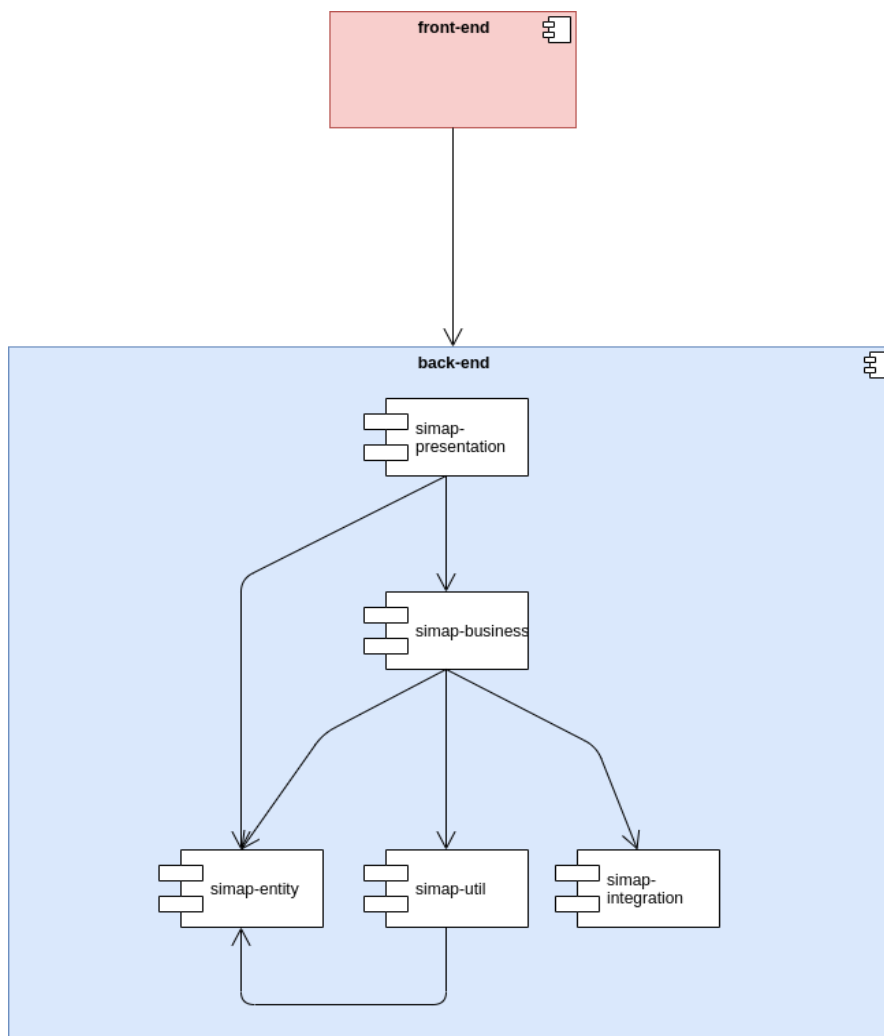 front-end
back-end
simap-
presentation
simap-business
simap-entity
simap-util
simap-
integration